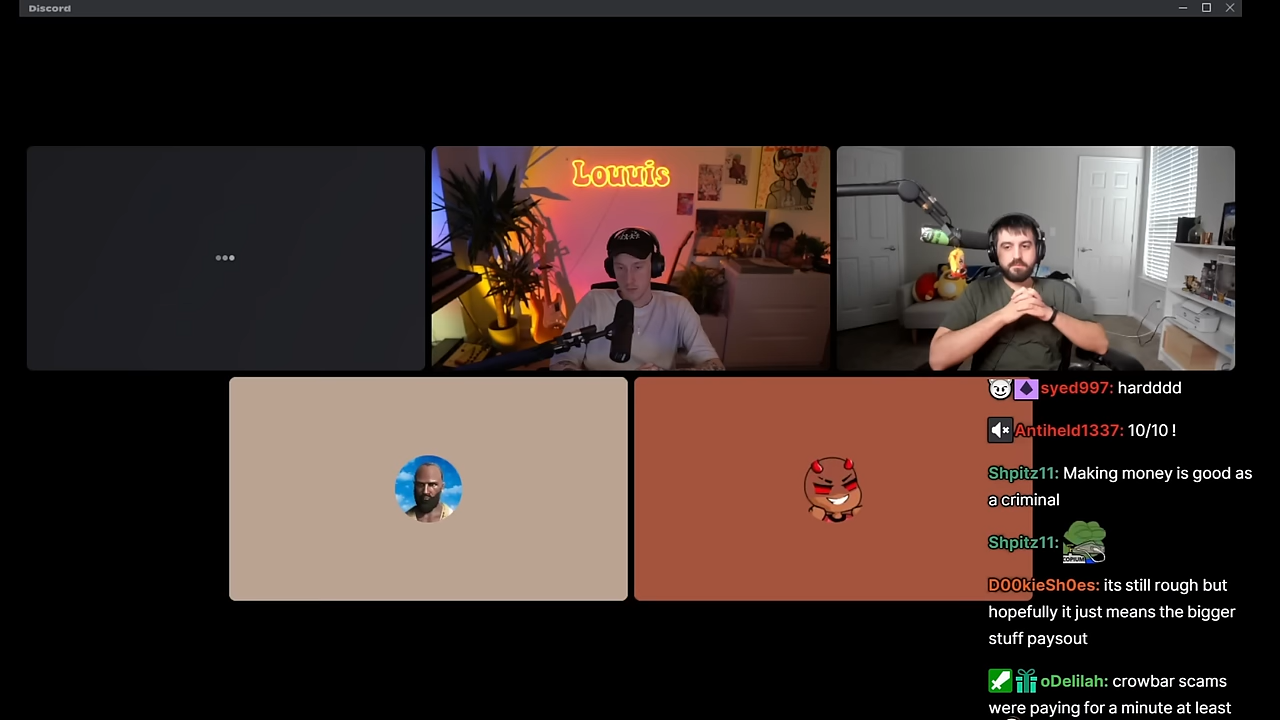 Discord
Louuis
syed997: hardddd
Antiheld1337: 10/10 !
Shpitz11: Making money is good as
a criminal
Shpitz11:
COPIUM
D00kieSh0es: its still rough but
hopefully it just means the bigger
stuff paysout
oDelilah: crowbar scams
were paying for a minute at least